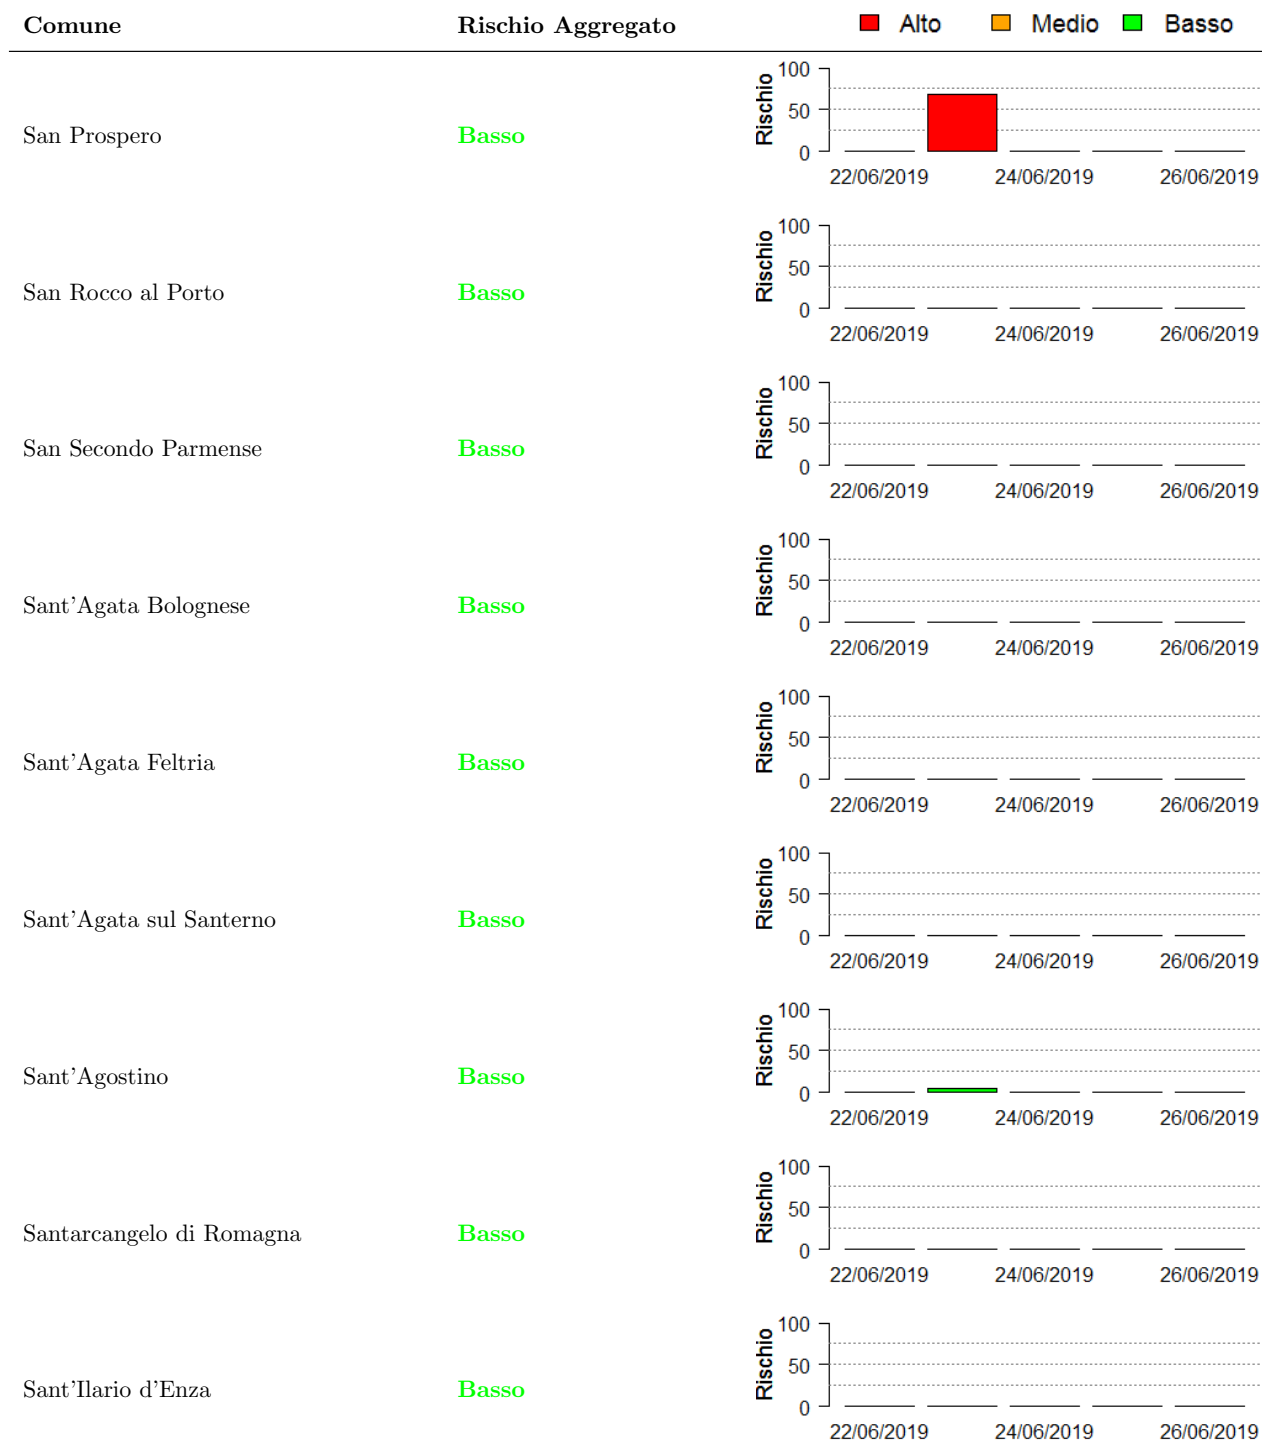 Comune Rischio Aggregato Alto Medio Basso
100
50
0
Rischio
San Prospero Basso
22/06/2019 24/06/2019 26/06/2019
100
50
0
Rischio
San Rocco al Porto Basso
22/06/2019 24/06/2019 26/06/2019
100
50
0
Rischio
San Secondo Parmense Basso
22/06/2019 24/06/2019 26/06/2019
100
50
0
Rischio
Sant'Agata Bolognese Basso
22/06/2019 24/06/2019 26/06/2019
100
50
0
Rischio
Sant'Agata Feltria Basso
22/06/2019 24/06/2019 26/06/2019
100
50
0
Rischio
Sant'Agata sul Santerno Basso
22/06/2019 24/06/2019 26/06/2019
100
50
0
Rischio
Sant'Agostino Basso
22/06/2019 24/06/2019 26/06/2019
100
50
0
Rischio
Santarcangelo di Romagna Basso
22/06/2019 24/06/2019 26/06/2019
100
50
0
Rischio
Sant'Ilario d'Enza Basso
22/06/2019 24/06/2019 26/06/2019